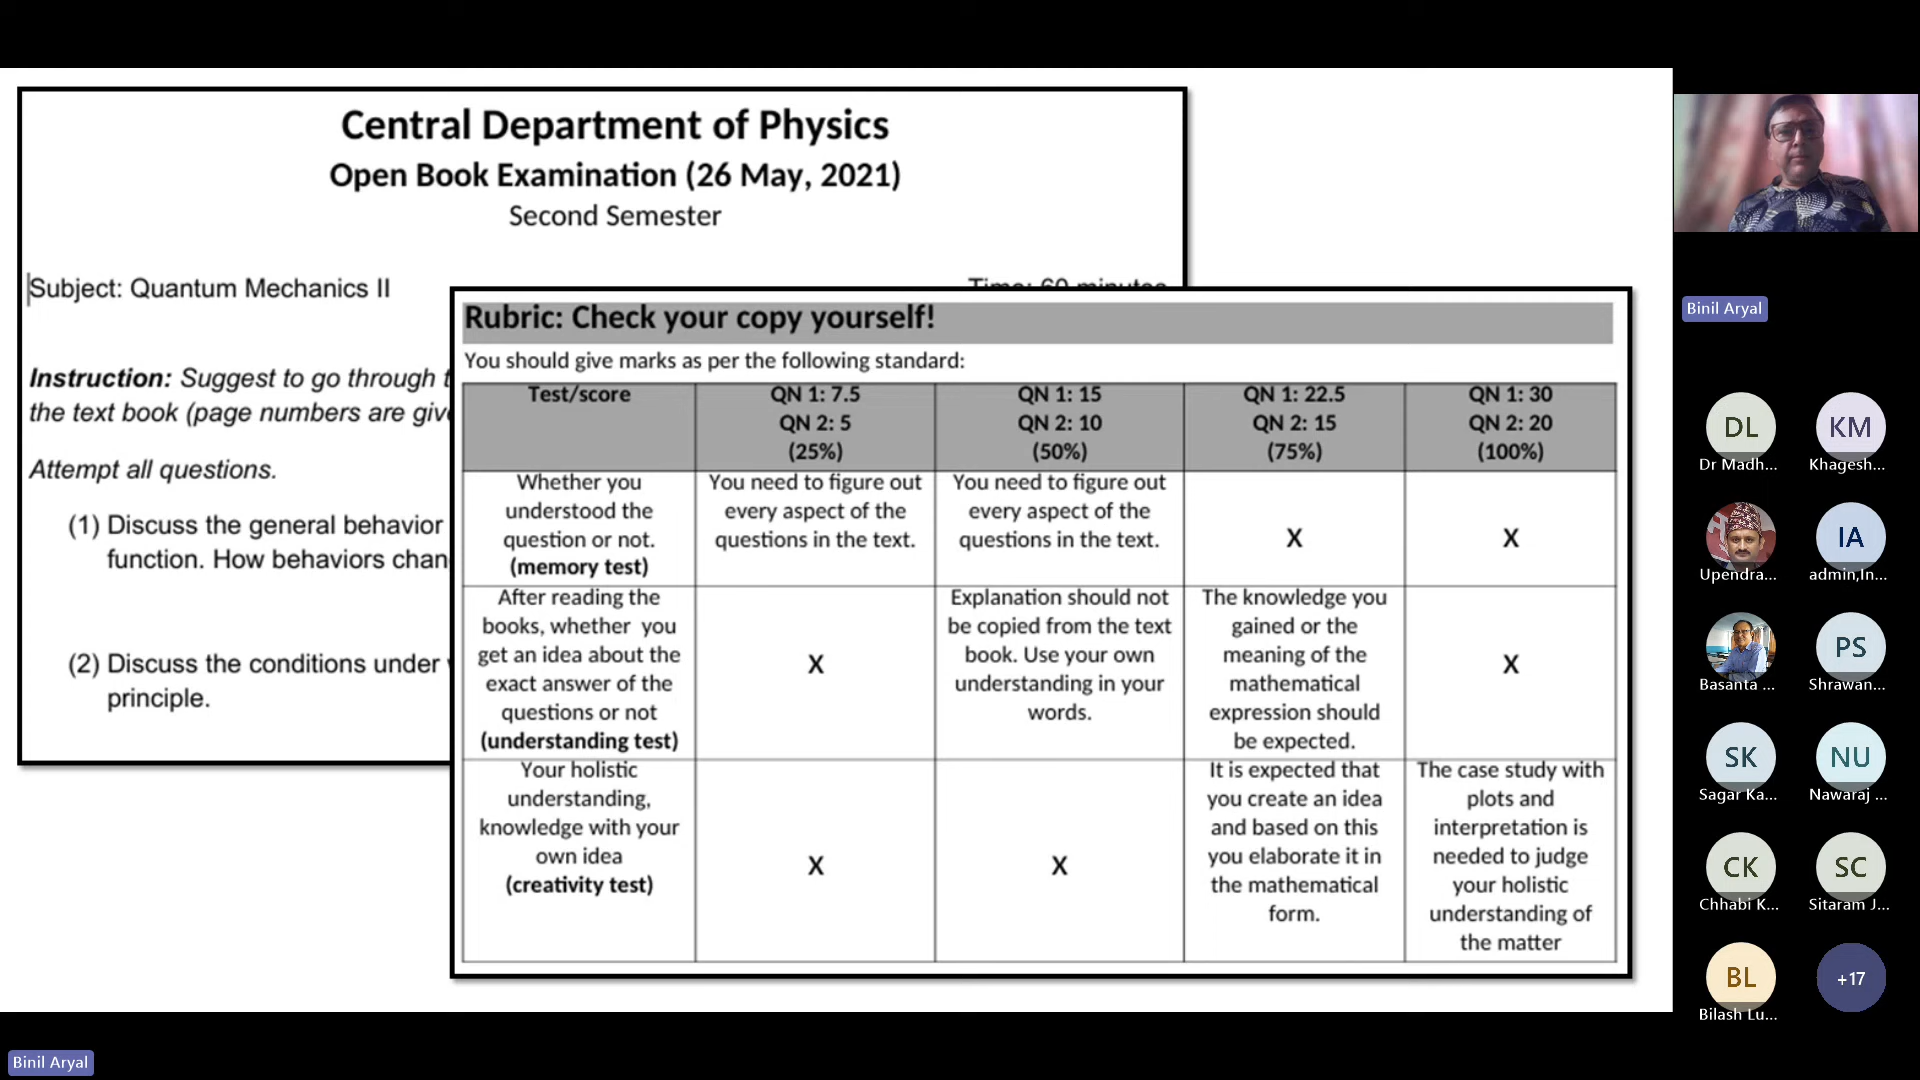 Central Department of Physics
Open Book Examination (26 May, 2021)
Second Semester
Subject: Quantum Mechanics II
Time: 60 minutes
Instruction: Suggest to go through
the text book (page numbers are
Attempt all questions.
(1) Discuss the general behavior
function. How behaviors
(2) Discuss the conditions under
principle.
Rubric: Check your copy yourself!
You should give marks as per the following standard:
Test/score
QN 1: 7.5
QN 2: 5
(25%)
QN 1: 15
QN 2: 10
(50%)
QN 1: 22.5
QN 2: 15
(75%)
QN 1: 30
QN 2: 20
(100%)
Whether you
understood the
question or not.
(memory test)
You need to figure out
every aspect of the
questions in the text.
You need to figure out
every aspect of the
questions in the text.
X
X
After reading the
books, whether you
get an idea about the
exact answer of the
questions or not
(understanding test)
X
Explanation should not
be copied from the text
book. Use your own
understanding in your
words.
The knowledge you
gained or the
meaning of the
mathematical
expression should
be expected.
X
Your holistic
understanding,
knowledge with your
own idea
(creativity test)
X
X
It is expected that
you create an idea
and based on this
you elaborate it in
the mathematical
form.
The case study with
plots and
interpretation is
needed to judge
your holistic
understanding of
the matter
Binil Aryal
DL
Dr Madh...
KM
Khagesh...
Upendra...
IA
admin,In...
Basanta ...
PS
Shrawan...
SK
Sagar Ka...
NU
Nawaraj ...
CK
Chhabi K...
SC
Sitaram J...
BL
Bilash Lu...
+17
Binil Aryal